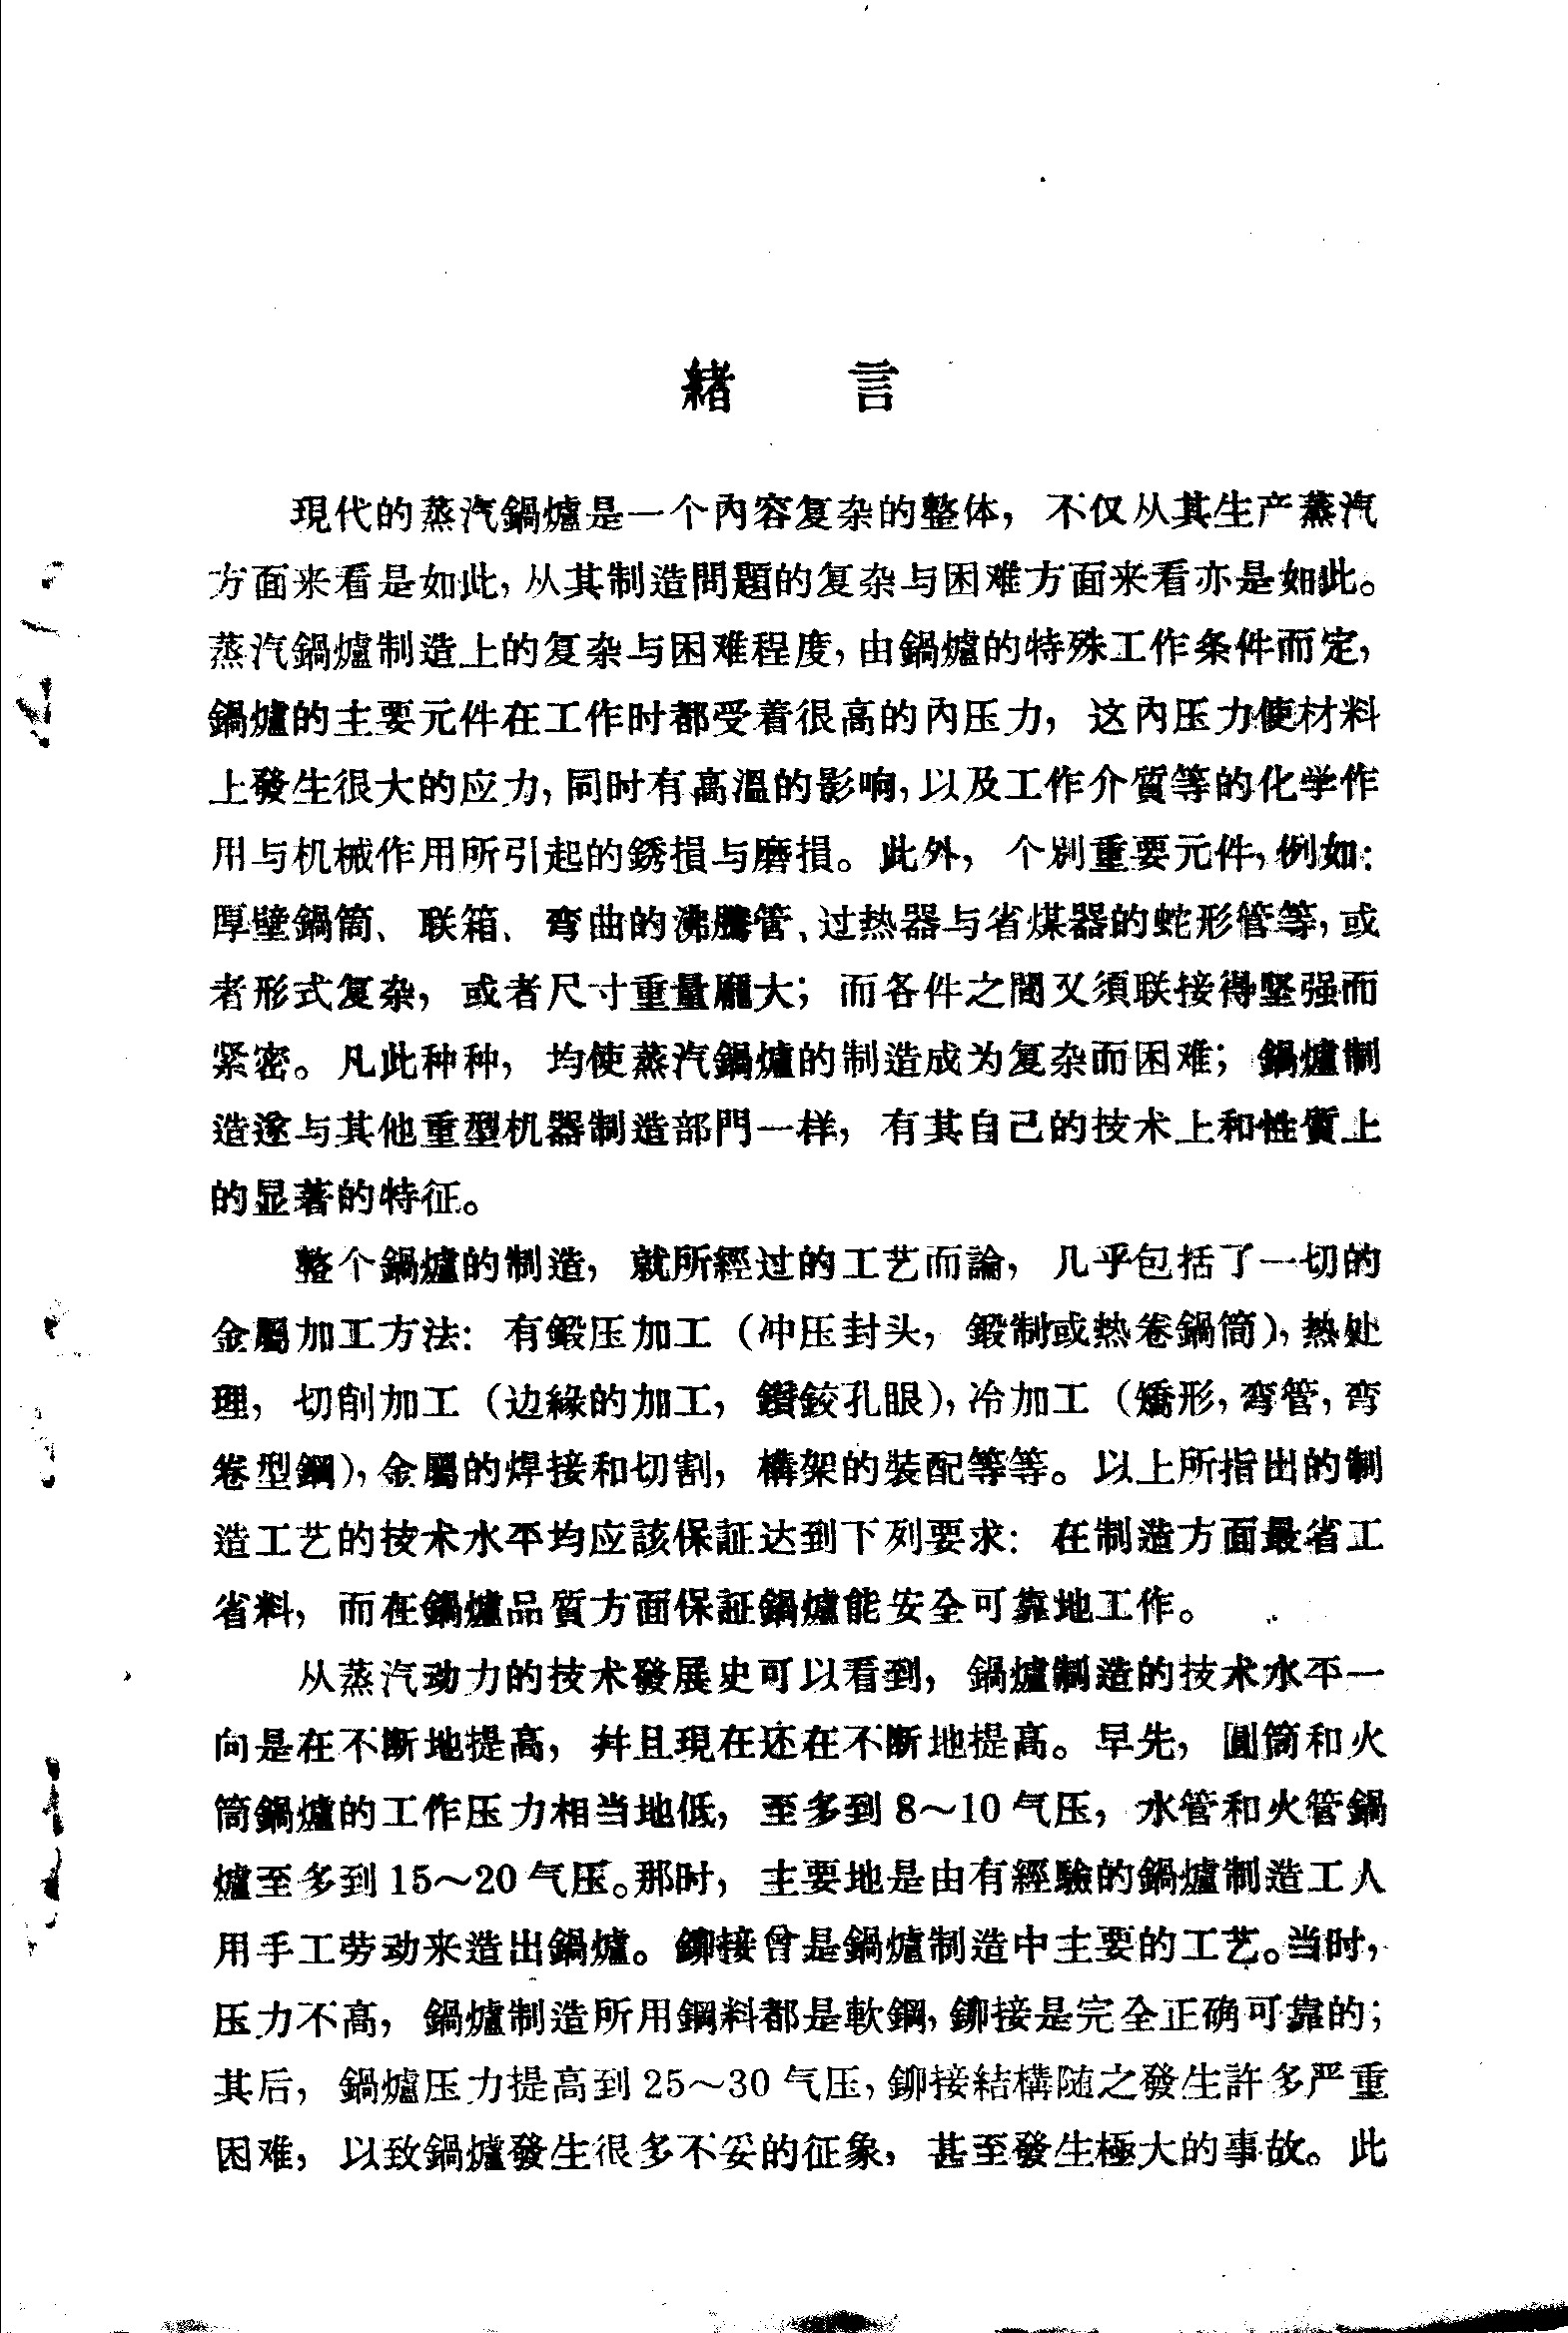 緒言
現代的蒸汽鍋爐是一个內容复杂的整体，不仅从其生产蒸汽
方面来看是如此，从其制造問題的复杂与困难方面来看亦是如此。
蒸汽鍋爐制造上的复杂与困难程度，由鍋爐的特殊工作条件而定，
鍋爐的主要元件在工作时都受着很高的內压力，这內压力使材料
上發生很大的应力，同时有高溫的影响，以及工作介質等的化学作
用与机械作用所引起的銹損与磨損。此外，个别重要元件，例如：
厚壁鍋筒、联箱、弯曲的沸騰管、过热器与省煤器的蛇形管等，或
者形式复杂，或者尺寸重量龐大；而各件之間又須联接得坚强而
紧密。凡此种种，均使蒸汽鍋爐的制造成为复杂而困难；鍋爐制
造遂与其他重型机器制造部門一样，有其自己的技术上和性質上
的显著的特征。
整个鍋爐的制造，就所經过的工艺而論，几乎包括了一切的
金屬加工方法：有鍛压加工（冲压封头，鍛制或热卷鍋筒），热处
理，切削加工（边緣的加工，鑽鉸孔眼），冷加工（矯形，弯管，弯
卷型鋼），金屬的焊接和切割，構架的裝配等等。以上所指出的制
造工艺的技术水平均应該保証达到下列要求：在制造方面最省工
省料，而在鍋爐品質方面保証鍋爐能安全可靠地工作。
从蒸汽动力的技术發展史可以看到，鍋爐制造的技术水平一
向是在不断地提高，并且現在还在不断地提高。早先，圓筒和火
筒鍋爐的工作压力相当地低，至多到 8～10 气压，水管和火管鍋
爐至多到 15～20 气压。那时，主要地是由有經驗的鍋爐制造工人
用手工劳动来造出鍋爐。鉚接曾是鍋爐制造中主要的工艺。当时，
压力不高，鍋爐制造所用鋼料都是軟鋼，鉚接是完全正确可靠的；
其后，鍋爐压力提高到 25～30 气压，鉚接結構随之發生許多严重
困难，以致鍋爐發生很多不妥的征象，甚至發生極大的事故。此